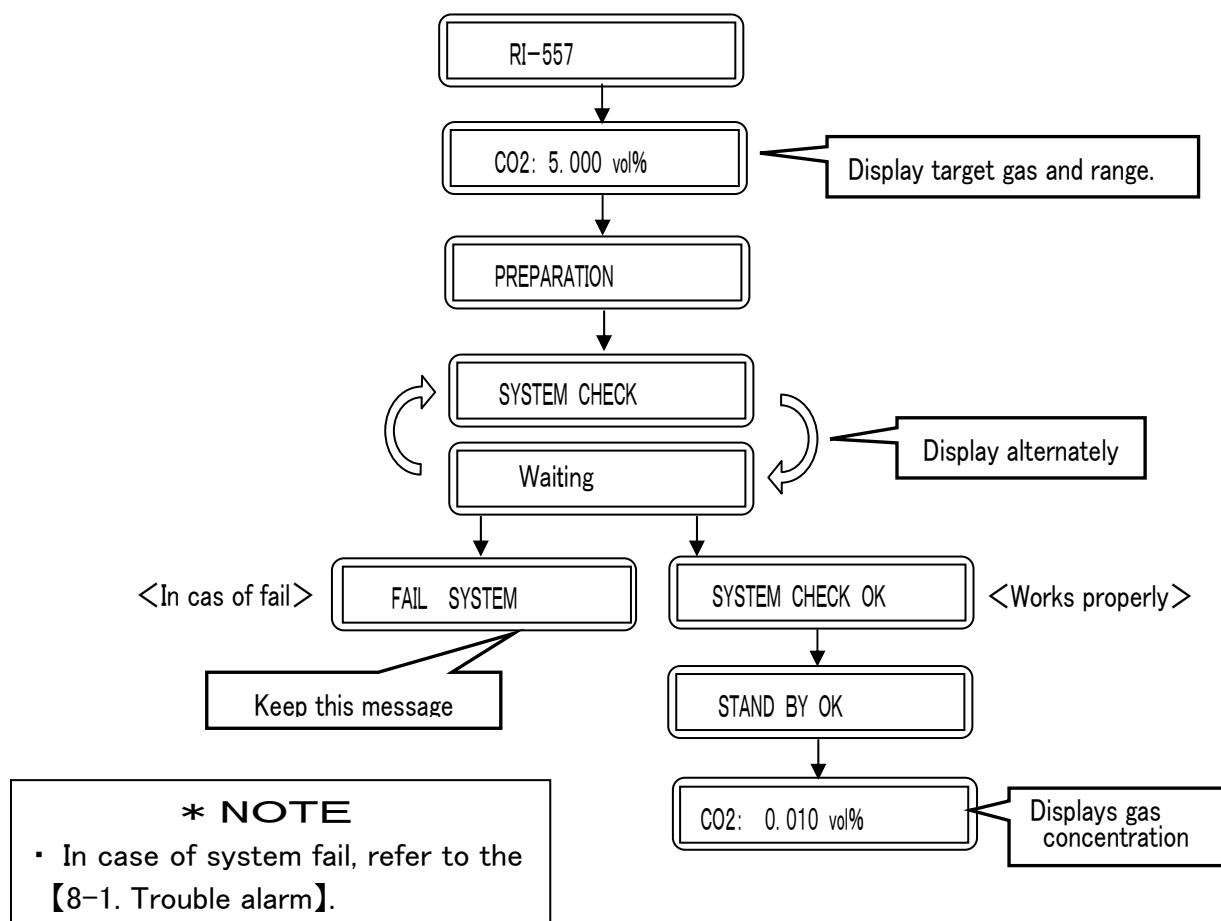 RI-557
CO2: 5.000 vol%
Display target gas and range.
PREPARATION
SYSTEM CHECK
Display alternately
Waiting
<In cas of fail>
FAIL SYSTEM
SYSTEM CHECK OK
<Works properly>
Keep this message
STAND BY OK
CO2: 0.010 vol%
Displays gas
concentration
* NOTE
・ In case of system fail, refer to the
【8-1. Trouble alarm】.